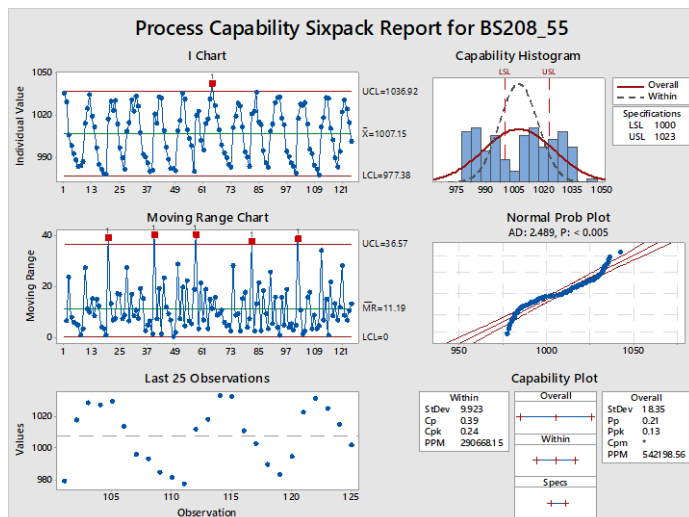 Process Capability Sixpack Report for BS208_55
I Chart
Capability Histogram
1050
1020
990
Individual Value
1
UCL=1036.92
X̄=1007.15
LCL=977.38
1 13 25 37 49 61 73 85 97 109 121
LSL
USL
Overall
Within
Specifications
LSL 1000
USL 1023
975 990 1005 1020 1035 1050
Moving Range Chart
Normal Prob Plot
AD: 2.489, P: < 0.005
40
20
0
Moving Range
1 1 1 1 1
UCL=36.57
M̅R̅=11.19
LCL=0
1 13 25 37 49 61 73 85 97 109 121
950 1000 1050
Last 25 Observations
Capability Plot
1020
1000
980
Values
105 110 115 120 125
Observation
Within
StDev 9.923
Cp 0.39
Cpk 0.24
PPM 290668.15
Overall
Within
Specs
Overall
StDev 18.35
Pp 0.21
Ppk 0.13
Cpm *
PPM 542198.56